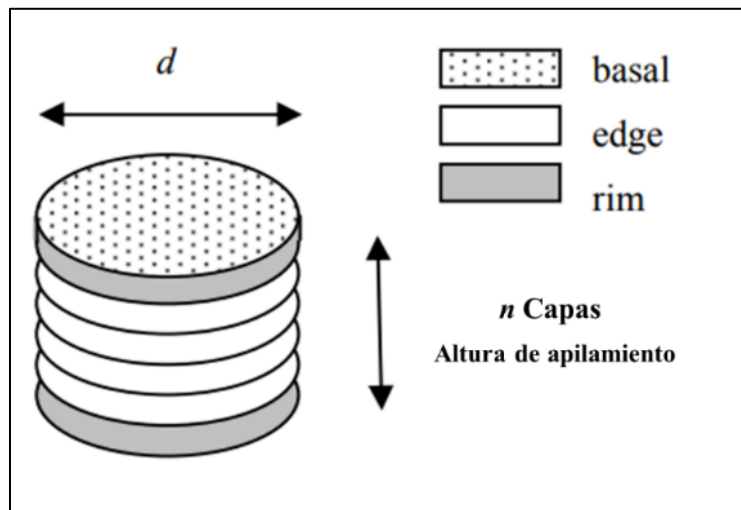 d
basal
edge
rim
n Capas
Altura de apilamiento